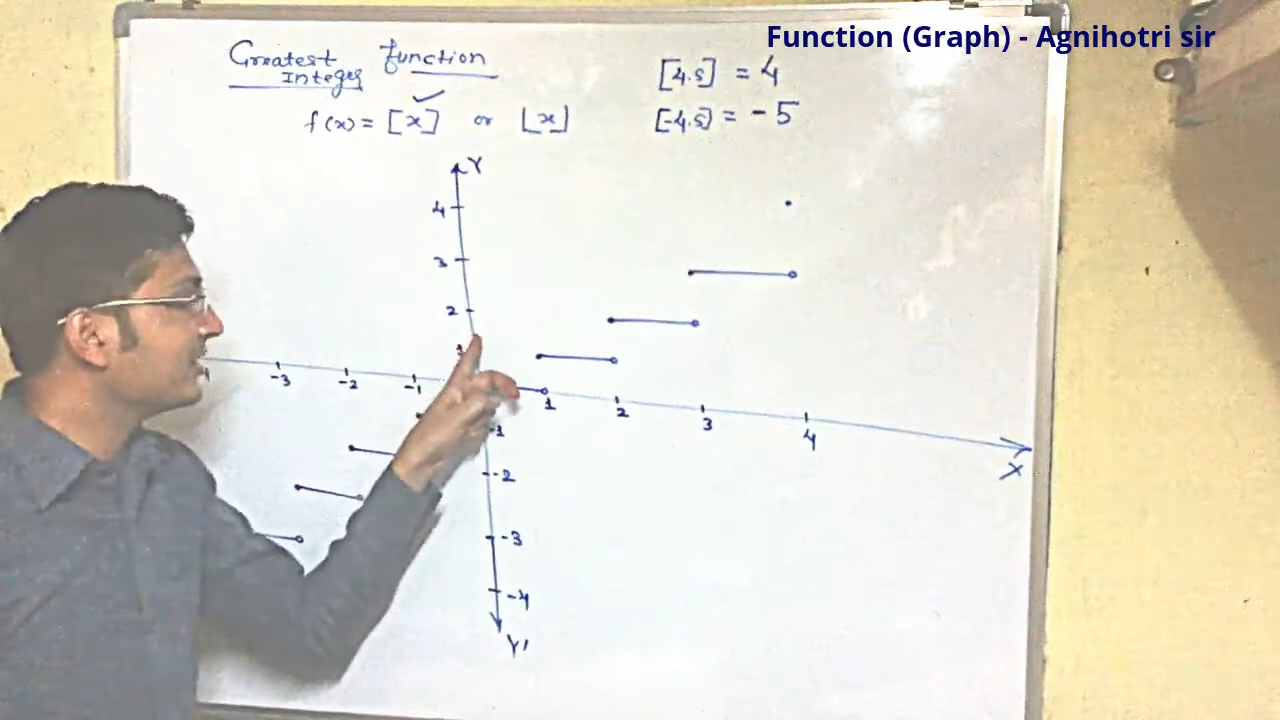 Function (Graph) - Agnihotri sir
Greatest Integer function
[4.5] = 4
f(x) = [x] or ⌊x⌋
[-4.5] = -5
Y
4
3
2
1
-3
-2
-1
1
2
3
4
X
-1
-2
-3
-4
Y'